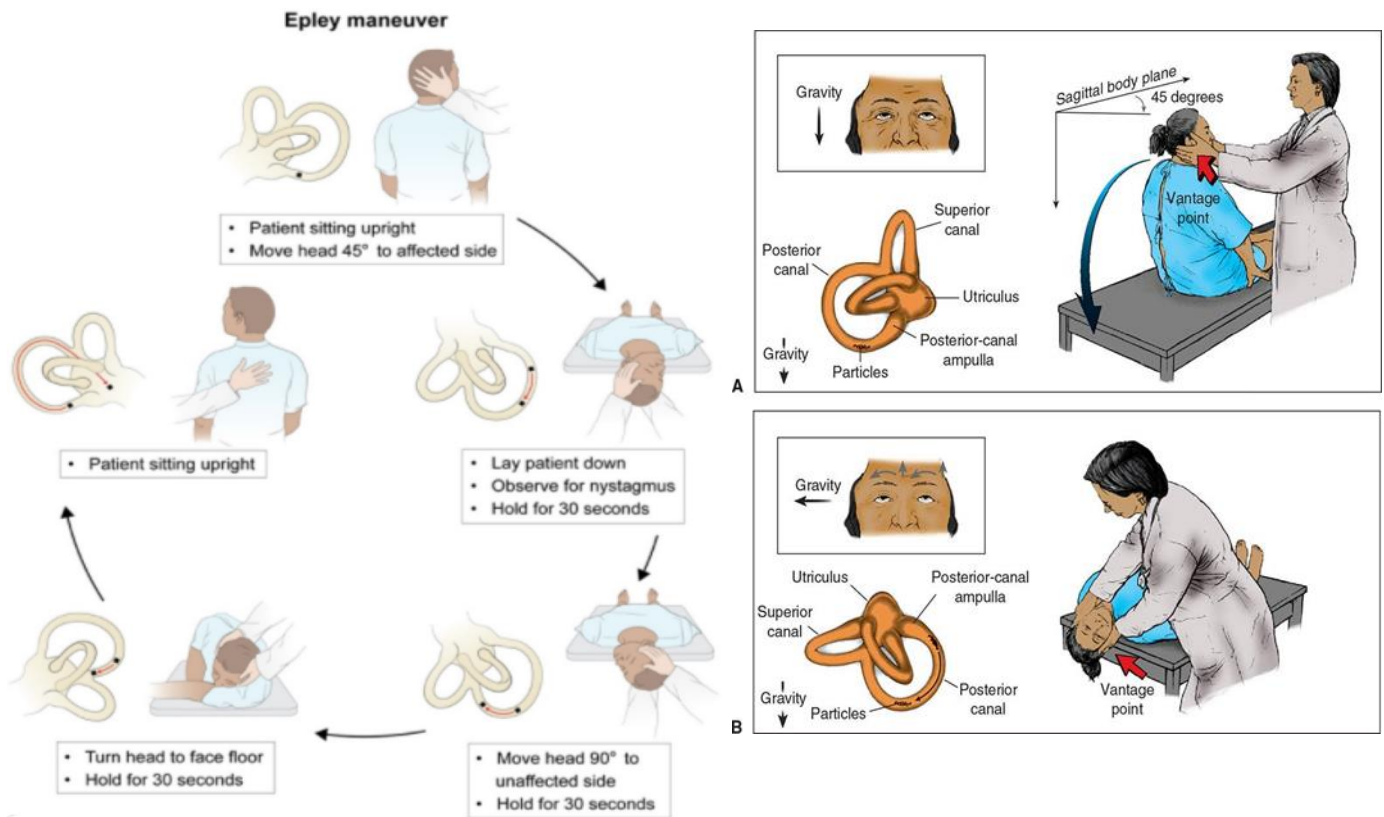 Epley maneuver
• Patient sitting upright
• Move head 45° to affected side
• Lay patient down
• Observe for nystagmus
• Hold for 30 seconds
• Move head 90° to
unaffected side
• Hold for 30 seconds
• Turn head to face floor
• Hold for 30 seconds
• Patient sitting upright
Gravity
Sagittal body plane
45 degrees
Vantage
point
Superior
canal
Posterior
canal
Utriculus
Posterior-canal
ampulla
Gravity
Particles
A
Gravity
Utriculus
Posterior-canal
ampulla
Superior
canal
Gravity
Particles
Posterior
canal
Vantage
point
B